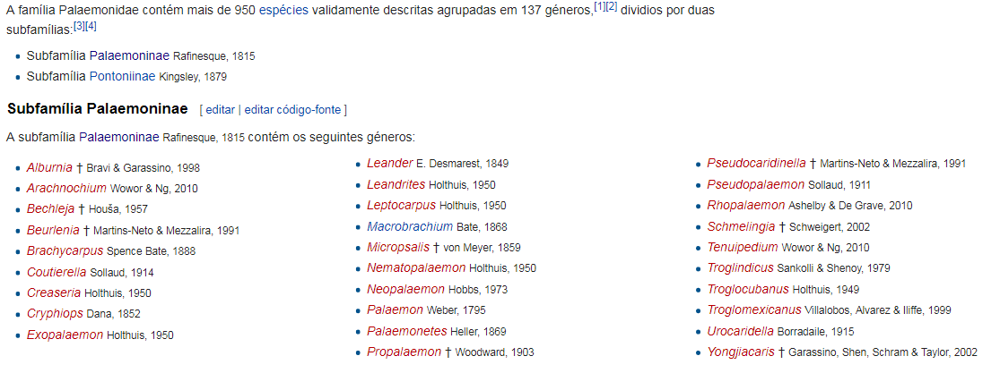 A família Palaemonidae contém mais de 950 espécies validamente descritas agrupadas em 137 géneros,[1][2] dividios por duas
subfamílias:[3][4]
• Subfamília Palaemoninae Rafinesque, 1815
• Subfamília Pontoniinae Kingsley, 1879
Subfamília Palaemoninae [ editar | editar código-fonte ]
A subfamília Palaemoninae Rafinesque, 1815 contém os seguintes géneros:
• Alburnia † Bravi & Garassino, 1998
• Arachnochium Wowor & Ng, 2010
• Bechleja † Houša, 1957
• Beurlenia † Martins-Neto & Mezzalira, 1991
• Brachycarpus Spence Bate, 1888
• Coutierella Sollaud, 1914
• Creaseria Holthuis, 1950
• Cryphiops Dana, 1852
• Exopalaemon Holthuis, 1950
• Leander E. Desmarest, 1849
• Leandrites Holthuis, 1950
• Leptocarpus Holthuis, 1950
• Macrobrachium Bate, 1868
• Micropsalis † von Meyer, 1859
• Nematopalaemon Holthuis, 1950
• Neopalaemon Hobbs, 1973
• Palaemon Weber, 1795
• Palaemonetes Heller, 1869
• Propalaemon † Woodward, 1903
• Pseudocaridinella † Martins-Neto & Mezzalira, 1991
• Pseudopalaemon Sollaud, 1911
• Rhopalaemon Ashelby & De Grave, 2010
• Schmelingia † Schweigert, 2002
• Tenuipedium Wowor & Ng, 2010
• Troglindicus Sankolli & Shenoy, 1979
• Troglocubanus Holthuis, 1949
• Troglomexicanus Villalobos, Alvarez & Iliffe, 1999
• Urocaridella Borradaile, 1915
• Yongjiacaris † Garassino, Shen, Schram & Taylor, 2002